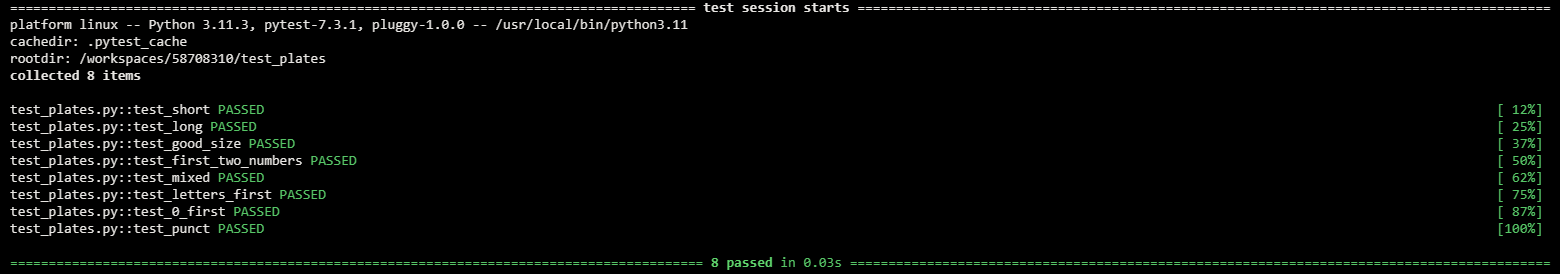 ========================================================================================= test session starts ==========================================================================================
platform linux -- Python 3.11.3, pytest-7.3.1, pluggy-1.0.0 -- /usr/local/bin/python3.11
cachedir: .pytest_cache
rootdir: /workspaces/58708310/test_plates
collected 8 items

test_plates.py::test_short PASSED [ 12%]
test_plates.py::test_long PASSED [ 25%]
test_plates.py::test_good_size PASSED [ 37%]
test_plates.py::test_first_two_numbers PASSED [ 50%]
test_plates.py::test_mixed PASSED [ 62%]
test_plates.py::test_letters_first PASSED [ 75%]
test_plates.py::test_0_first PASSED [ 87%]
test_plates.py::test_punct PASSED [100%]

========================================================================================== 8 passed in 0.03s ===========================================================================================